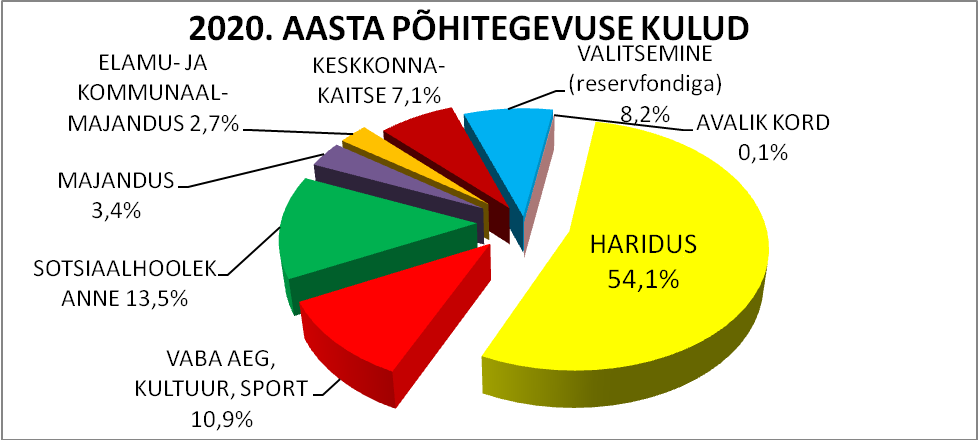 2020. AASTA PÕHITEGEVUSE KULUD
ELAMU- JA
KOMMUNAAL-
MAJANDUS 2,7%
KESKKONNA-
KAITSE 7,1%
VALITSEMINE
(reservfondiga)
8,2%
AVALIK KORD
0,1%
MAJANDUS
3,4%
HARIDUS
54,1%
SOTSIAALHOOLEK
ANNE 13,5%
VABA AEG,
KULTUUR, SPORT
10,9%